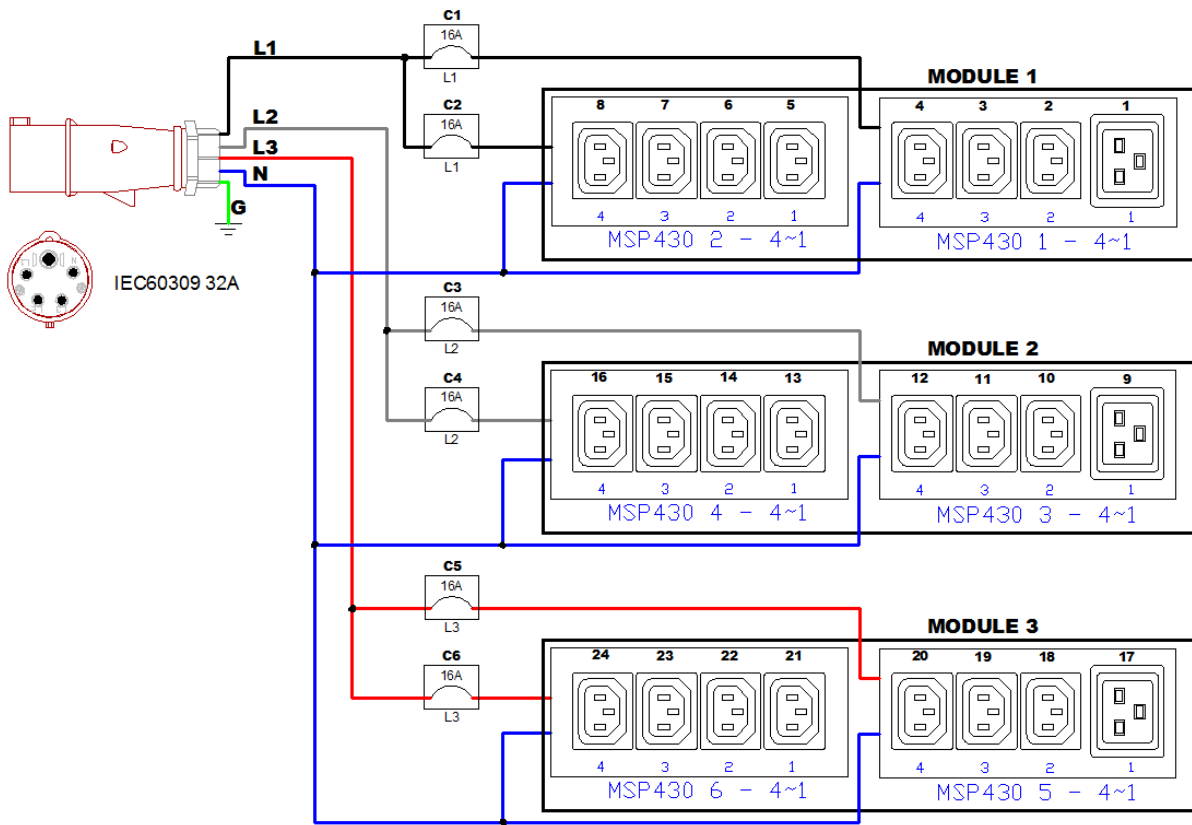 C1
16A
L1
L1
MODULE 1
C2
16A
L1
8 7 6 5 4 3 2 1
L2
L3
N
G
4 3 2 1 4 3 2 1
MSP430 2 - 4~1 MSP430 1 - 4~1
IEC60309 32A
C3
16A
L2
MODULE 2
C4
16A
L2
16 15 14 13 12 11 10 9
4 3 2 1 4 3 2 1
MSP430 4 - 4~1 MSP430 3 - 4~1
C5
16A
L3
MODULE 3
C6
16A
L3
24 23 22 21 20 19 18 17
4 3 2 1 4 3 2 1
MSP430 6 - 4~1 MSP430 5 - 4~1